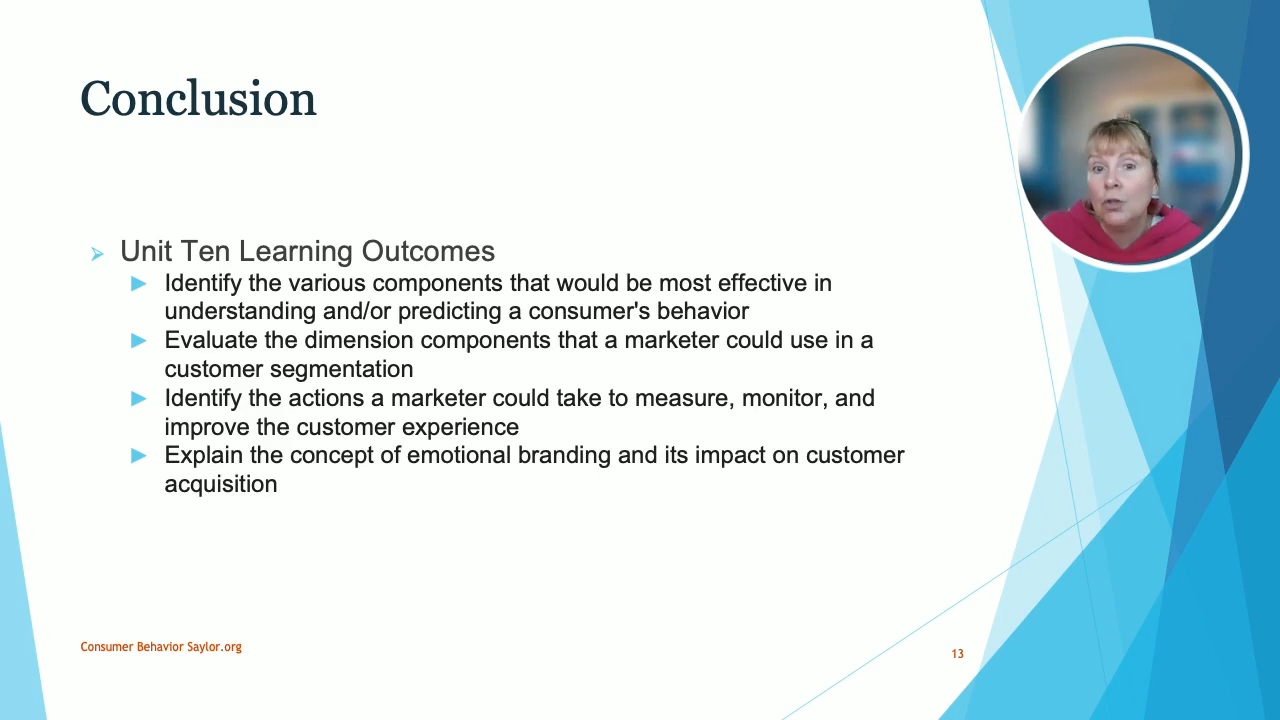 Conclusion
Unit Ten Learning Outcomes
Identify the various components that would be most effective in
understanding and/or predicting a consumer's behavior
Evaluate the dimension components that a marketer could use in a
customer segmentation
Identify the actions a marketer could take to measure, monitor, and
improve the customer experience
Explain the concept of emotional branding and its impact on customer
acquisition
Consumer Behavior Saylor.org
13